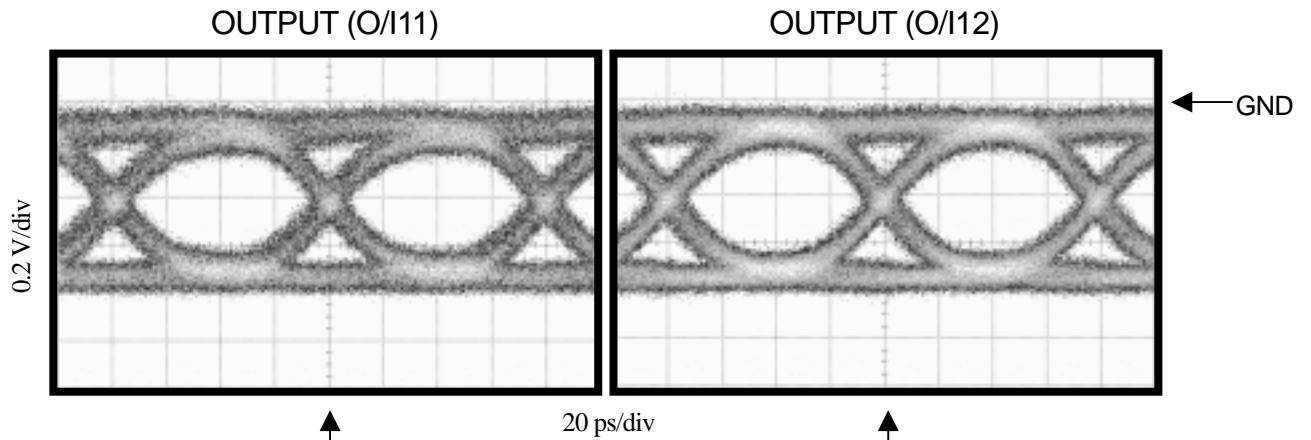 OUTPUT (O/I11)
OUTPUT (O/I12)
GND
0.2 V/div
20 ps/div